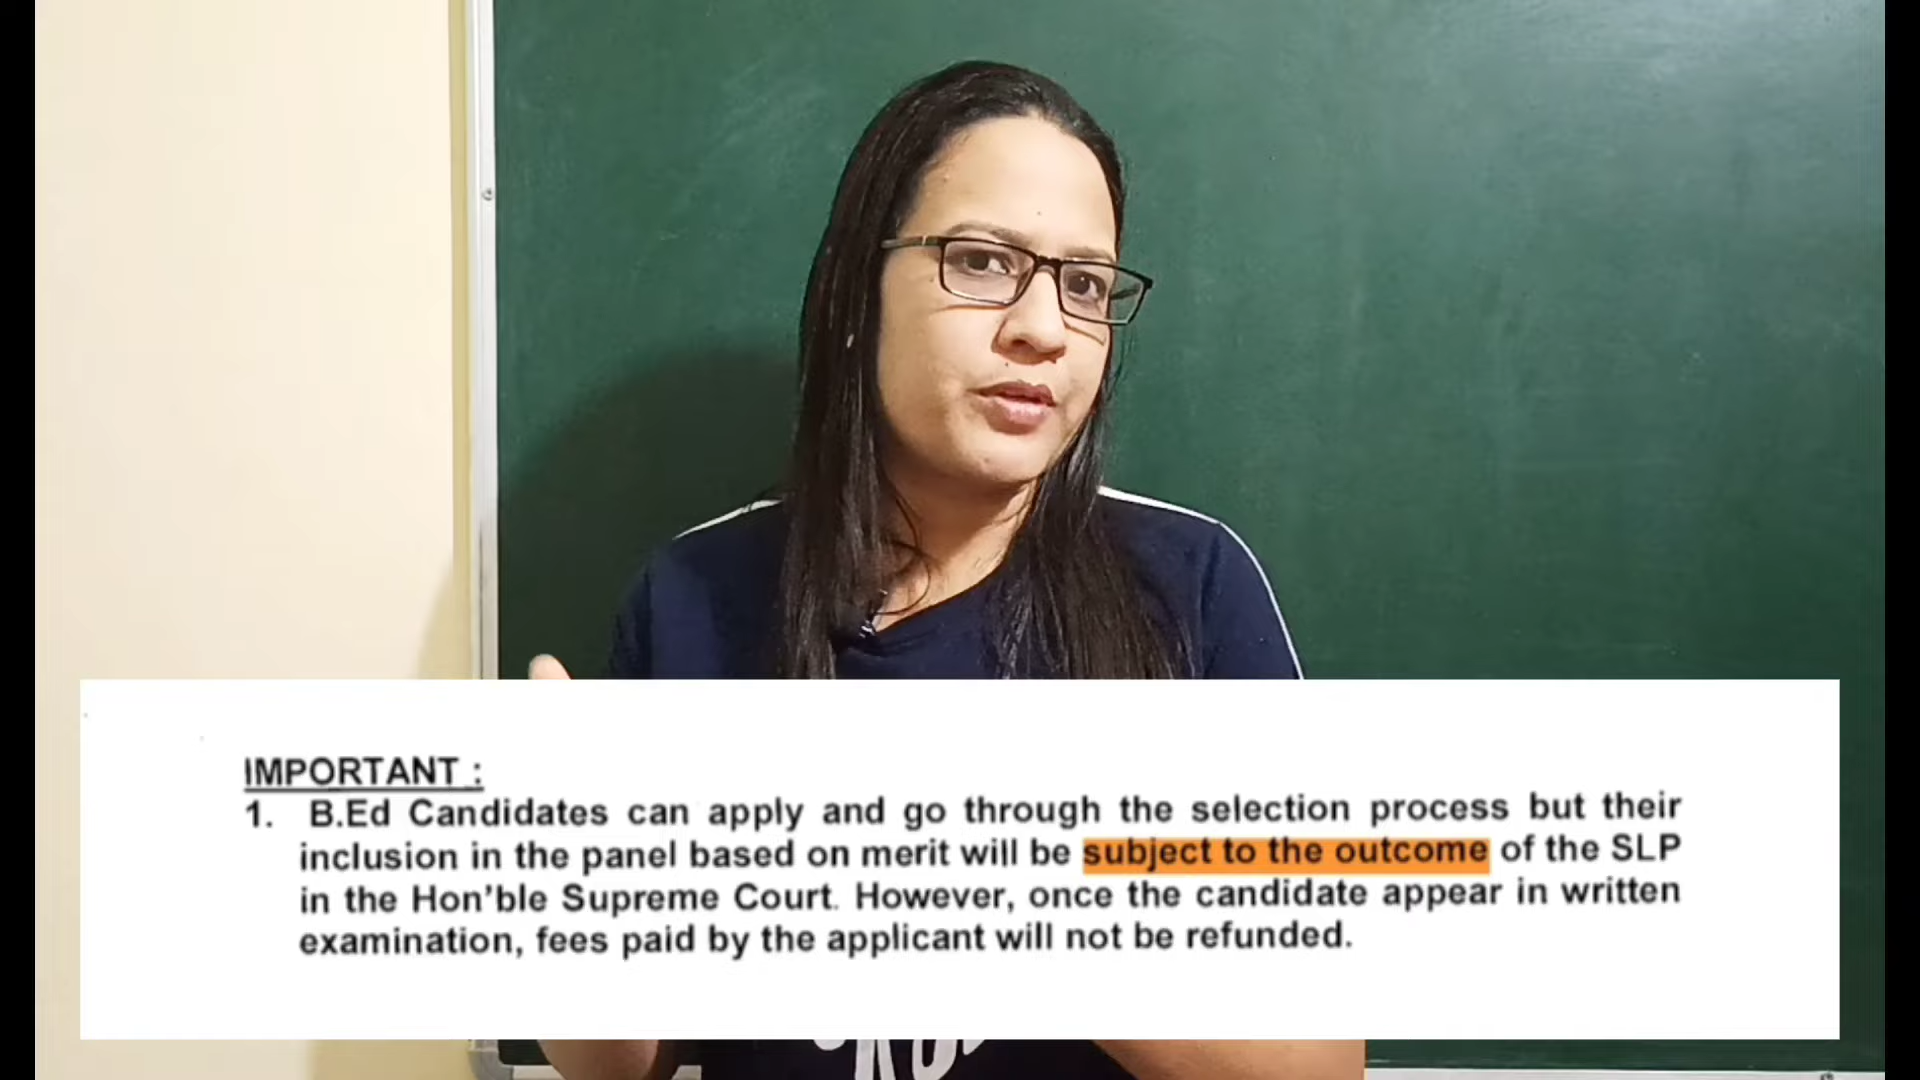 IMPORTANT :
1. B.Ed Candidates can apply and go through the selection process but their
inclusion in the panel based on merit will be subject to the outcome of the SLP
in the Hon'ble Supreme Court. However, once the candidate appear in written
examination, fees paid by the applicant will not be refunded.